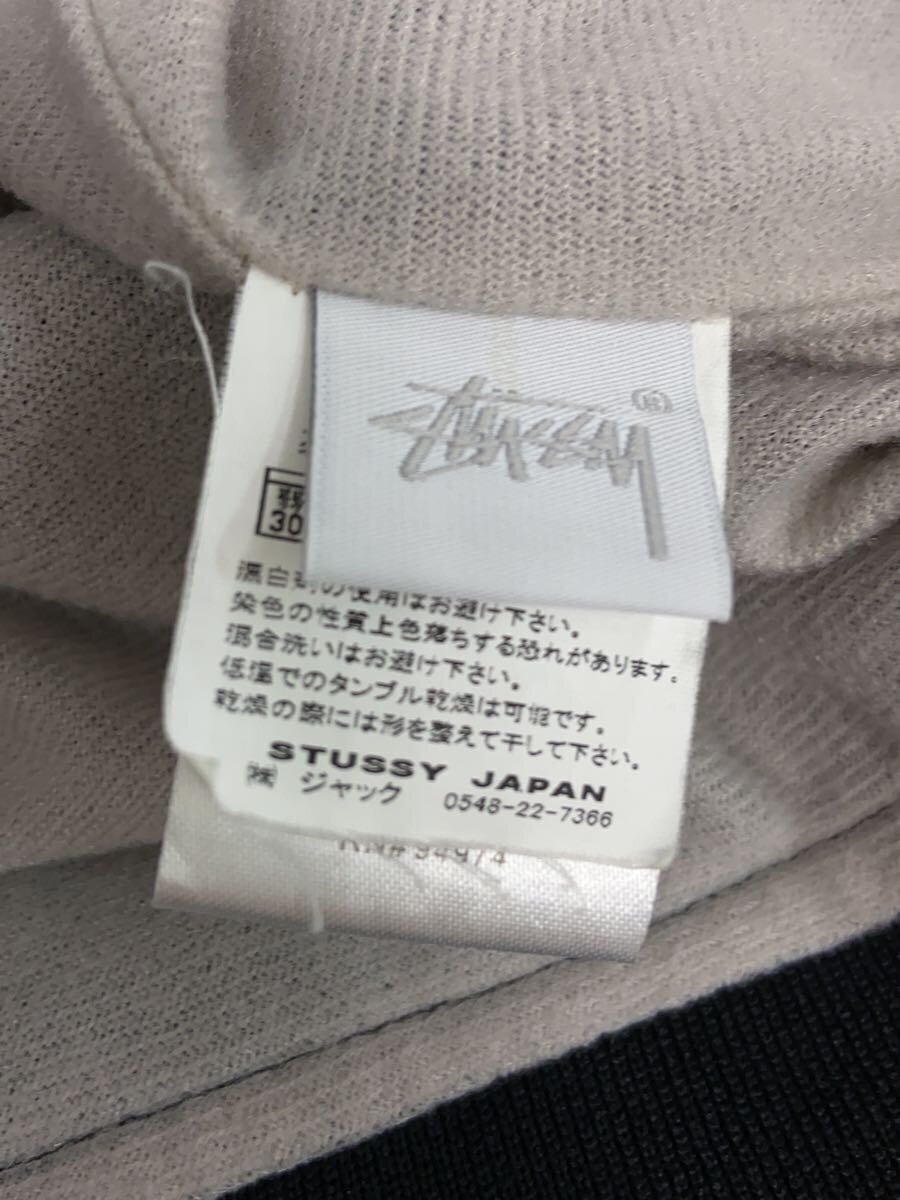 STUSSY ®
弱
30
漂白剤の使用はお避け下さい。
染色の性質上色落ちする恐れがあります。
混合洗いはお避け下さい。
低温でのタンブル乾燥は可能です。
乾燥の際には形を整えて干して下さい。
STUSSY JAPAN
㈱ ジャック 0548-22-7366
RN# 94974